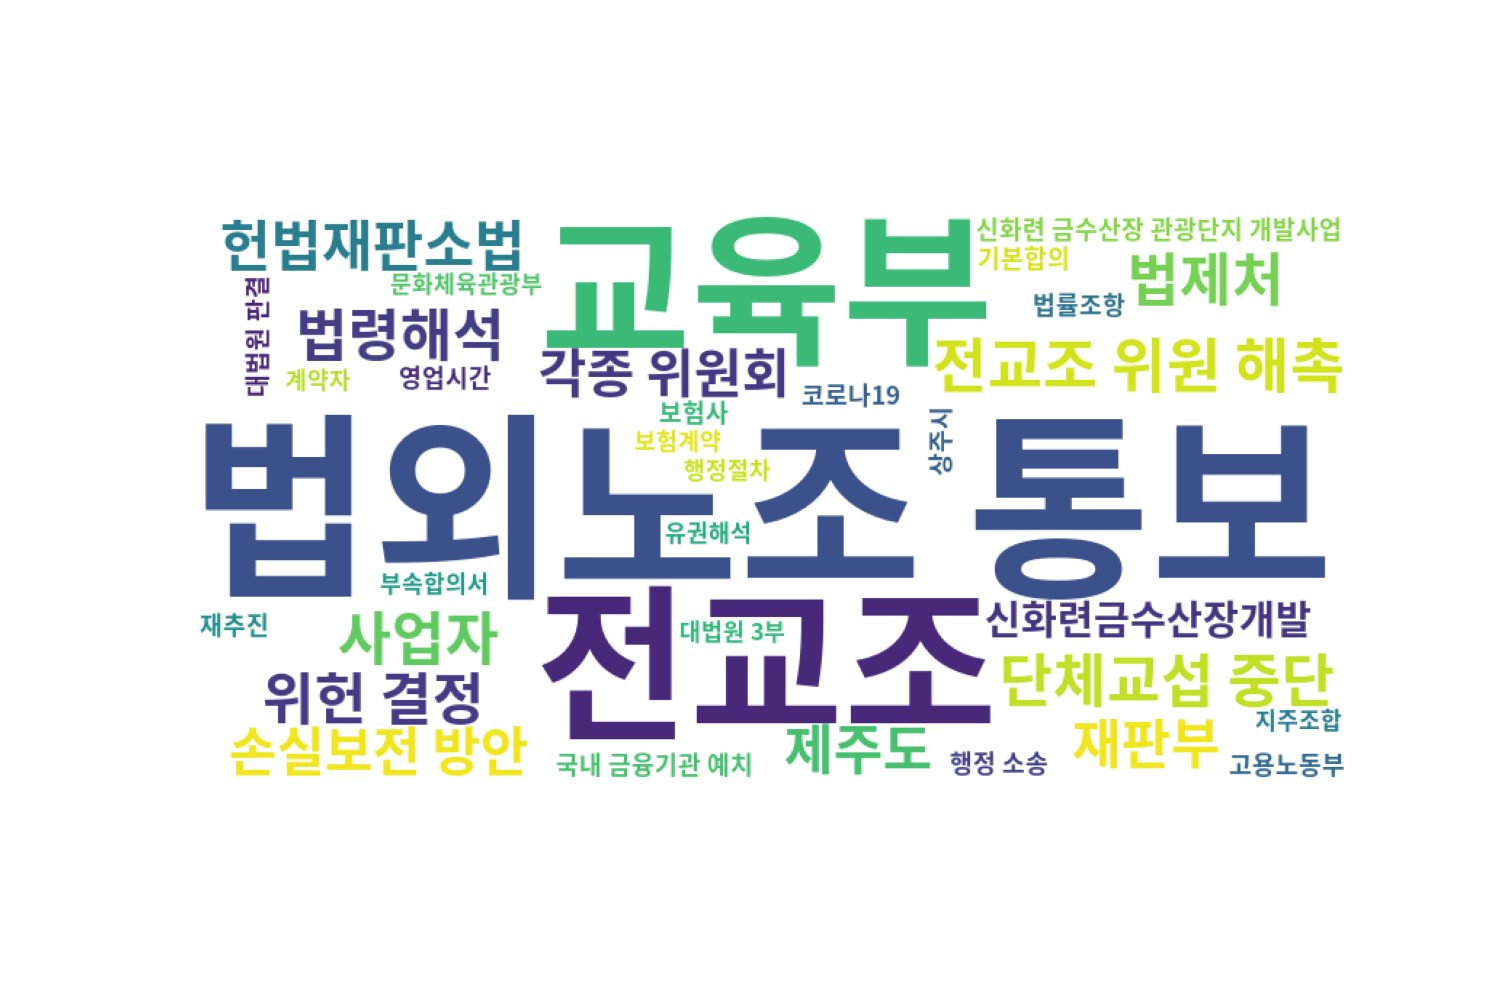 헌법재판소법
교육부
신화련 금수산장 관광단지 개발사업
기본합의
법제처
문화체육관광부
대법원 판결
법률조항
법령해석
전교조 위원 해촉
각종 위원회
계약자
영업시간
코로나19
보험사
상주시
보험계약
행정절차
법외노조 통보
유권해석
부속합의서
전교조
신화련금수산장개발
재추진
사업자
대법원 3부
단체교섭 중단
위헌 결정
지주조합
손실보전 방안
제주도
재판부
국내 금융기관 예치
행정 소송
고용노동부